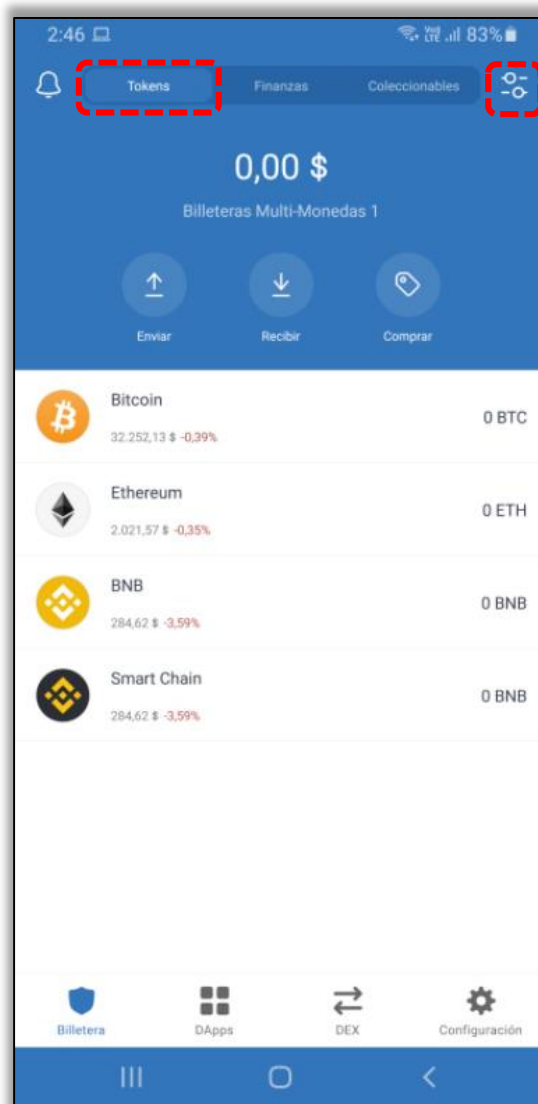 2:46 83%
Tokens Finanzas Coleccionables
0,00 $
Billeteras Multi-Monedas 1
Enviar Recibir Comprar
Bitcoin
0 BTC
32.252,13 $ -0,39%
Ethereum
0 ETH
2.021,57 $ -0,35%
BNB
0 BNB
284,62 $ -3,59%
Smart Chain
0 BNB
284,62 $ -3,59%
Billetera DApps DEX Configuración